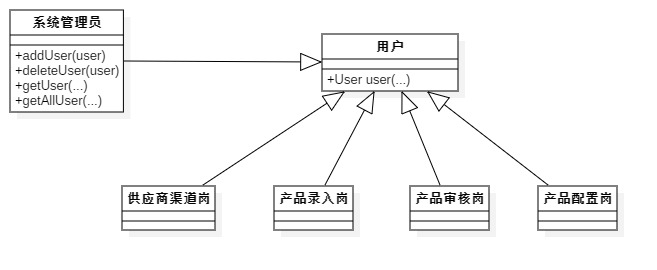 系统管理员
+addUser(user)
+deleteUser(user)
+getUser(...)
+getAllUser(...)
用户
+User user(...)
供应商渠道岗
产品录入岗
产品审核岗
产品配置岗